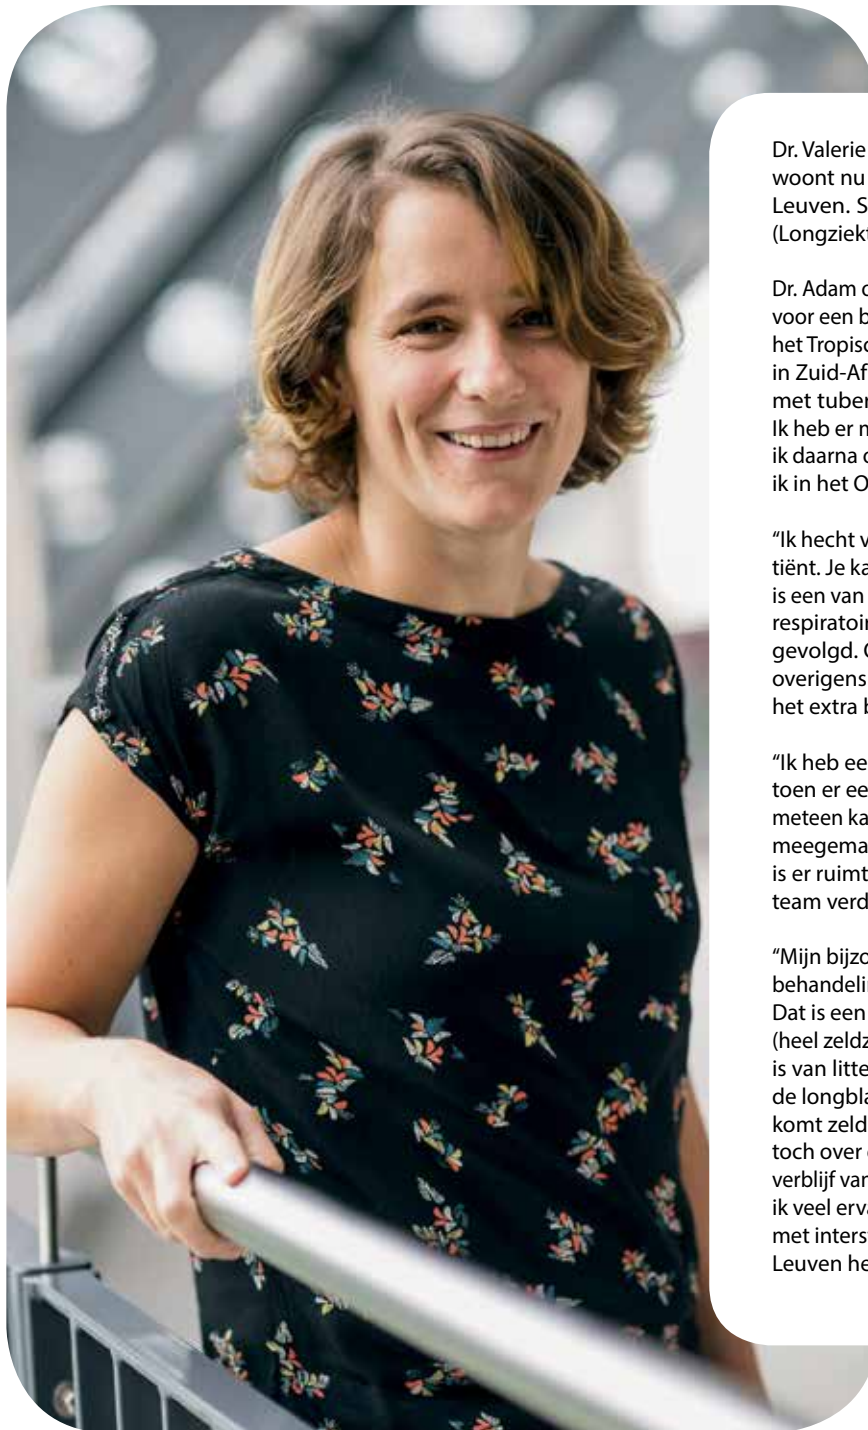 Dr. Valerie
woont nu
Leuven. S
(Longziekt
Dr. Adam
voor een b
het Tropisc
in Zuid-Af
met tuber
Ik heb er
ik daarna
ik in het O
“Ik hecht v
tiënt. Je ka
is een van
respiratoir
gevolgd.
overigens
het extra b
“Ik heb ee
toen er ee
meteen ka
meegema
is er ruimt
team verd
“Mijn bijzo
behandelin
Dat is een
(heel zeldz
is van litte
de longbla
komt zeld
toch over
verblijf van
ik veel erva
met inters
Leuven he